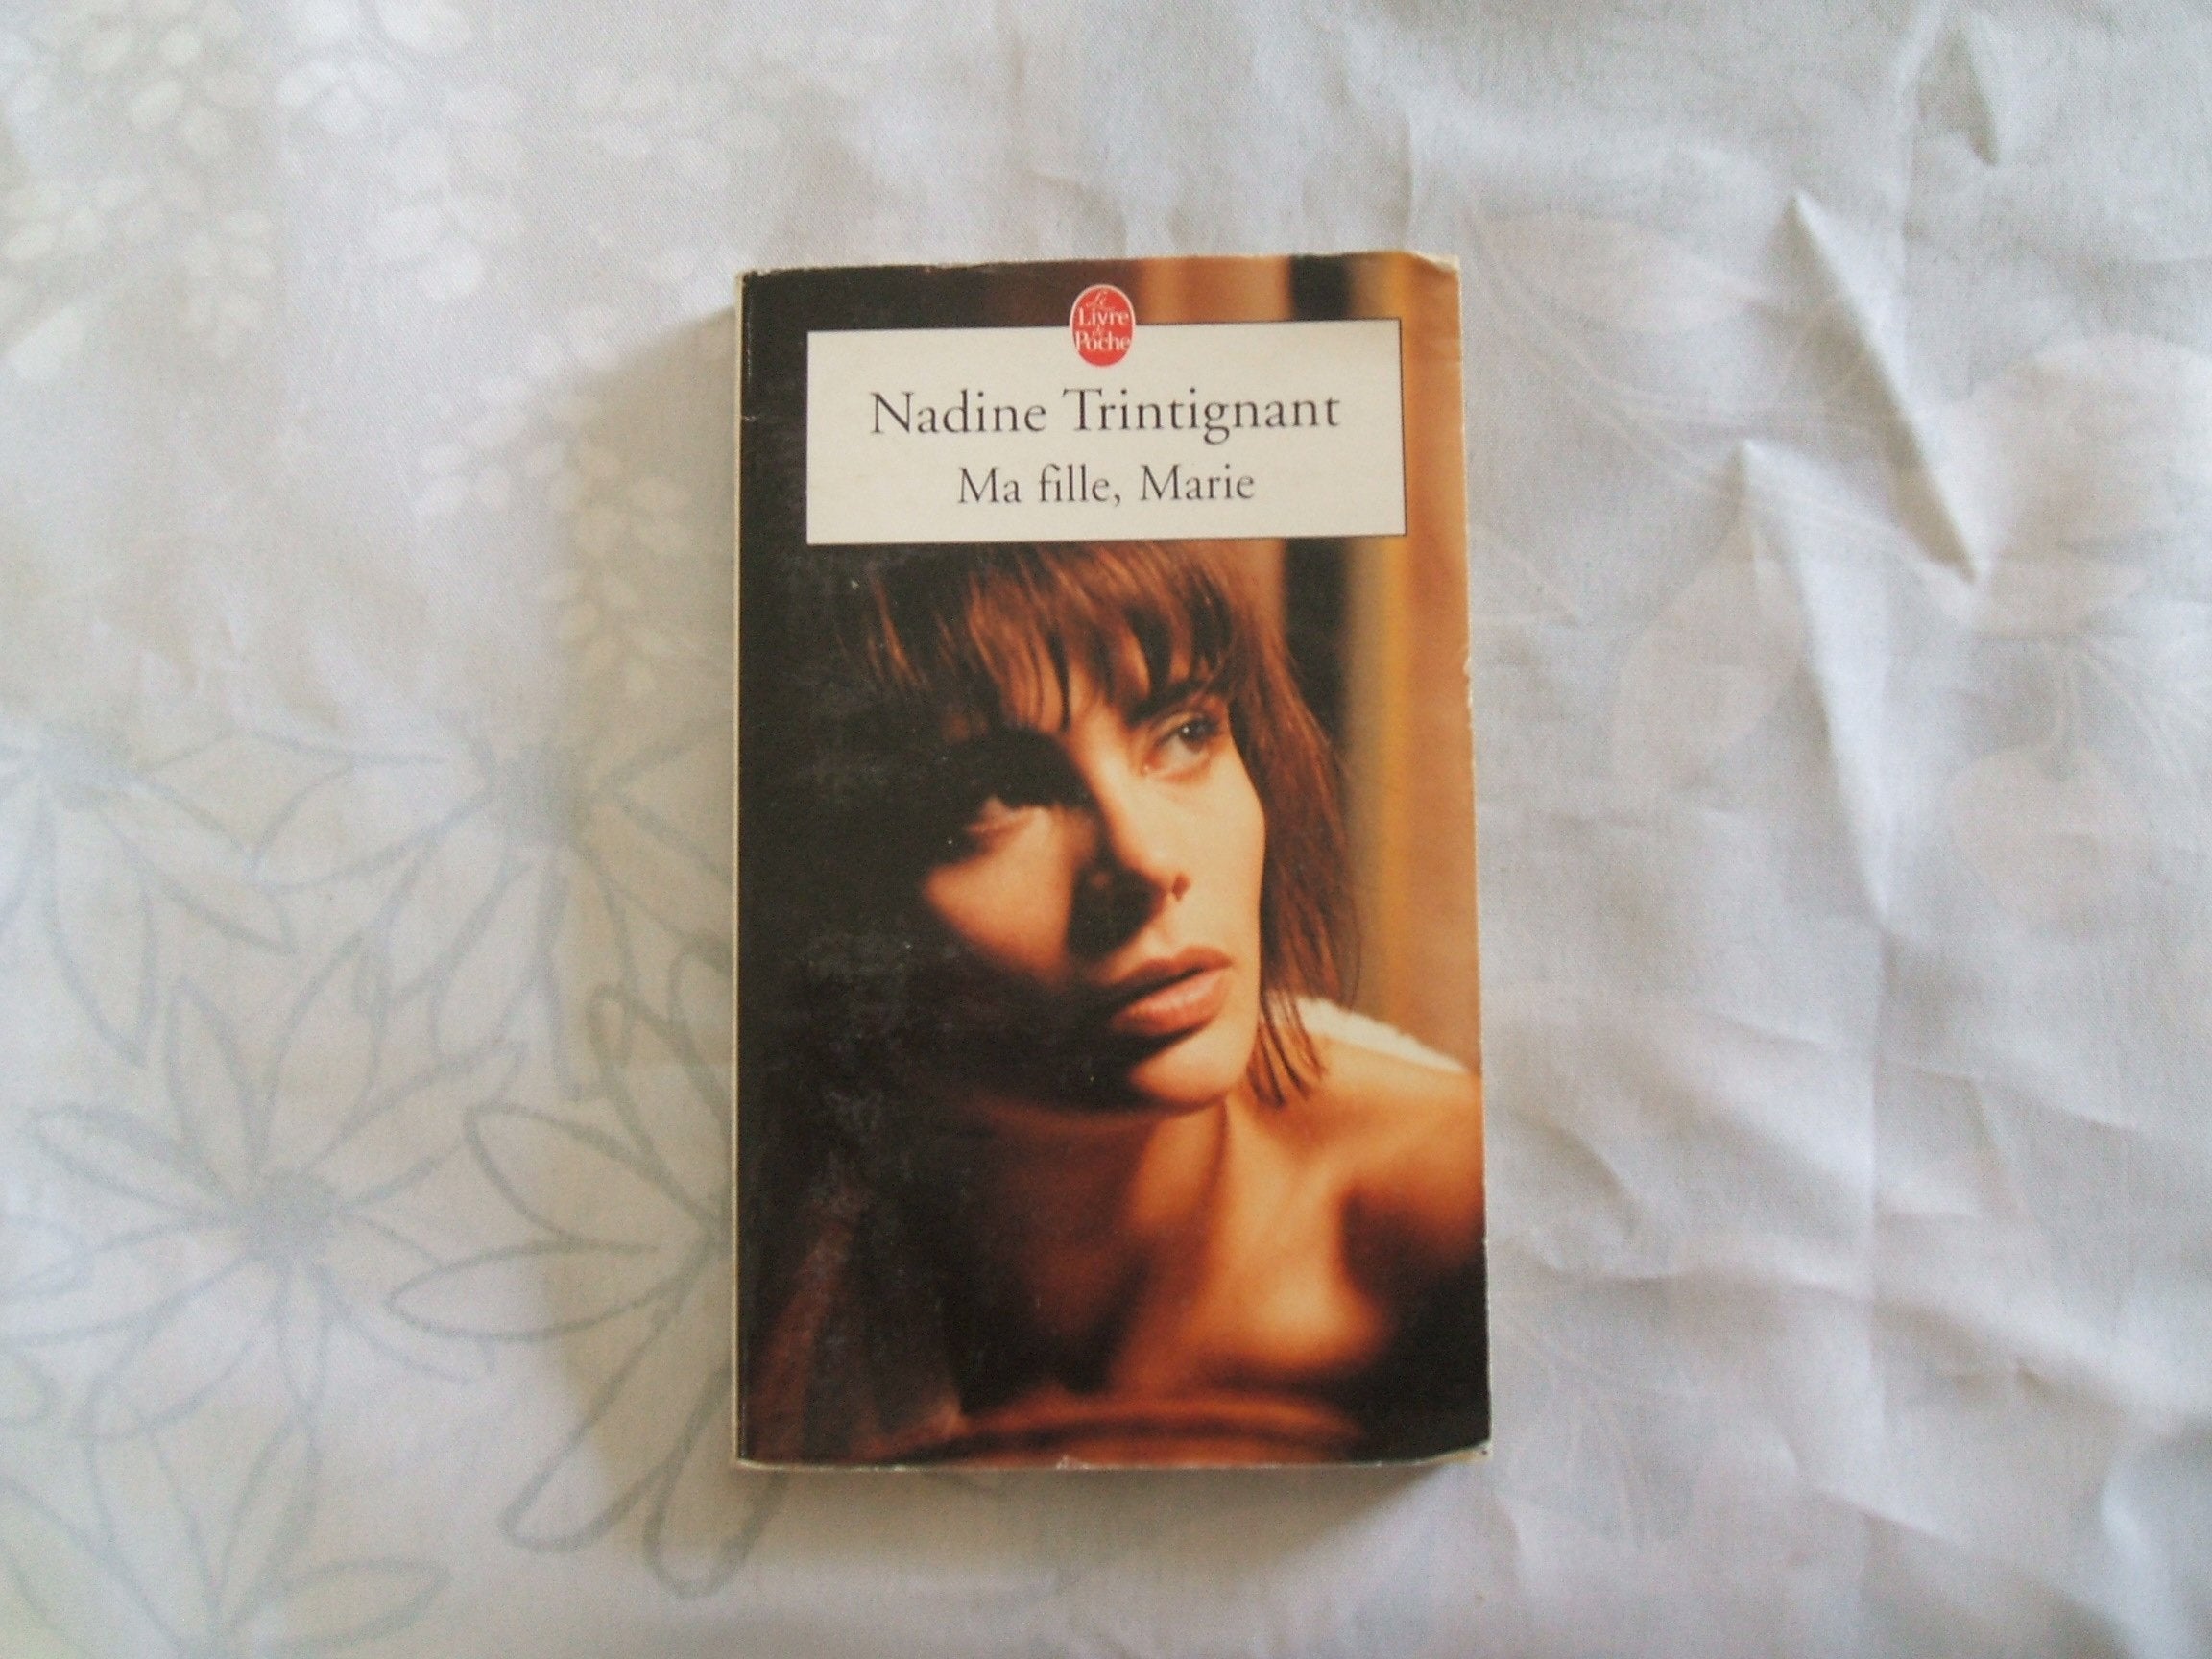 Le
Livre
de
Poche
Nadine Trintignant
Ma fille, Marie